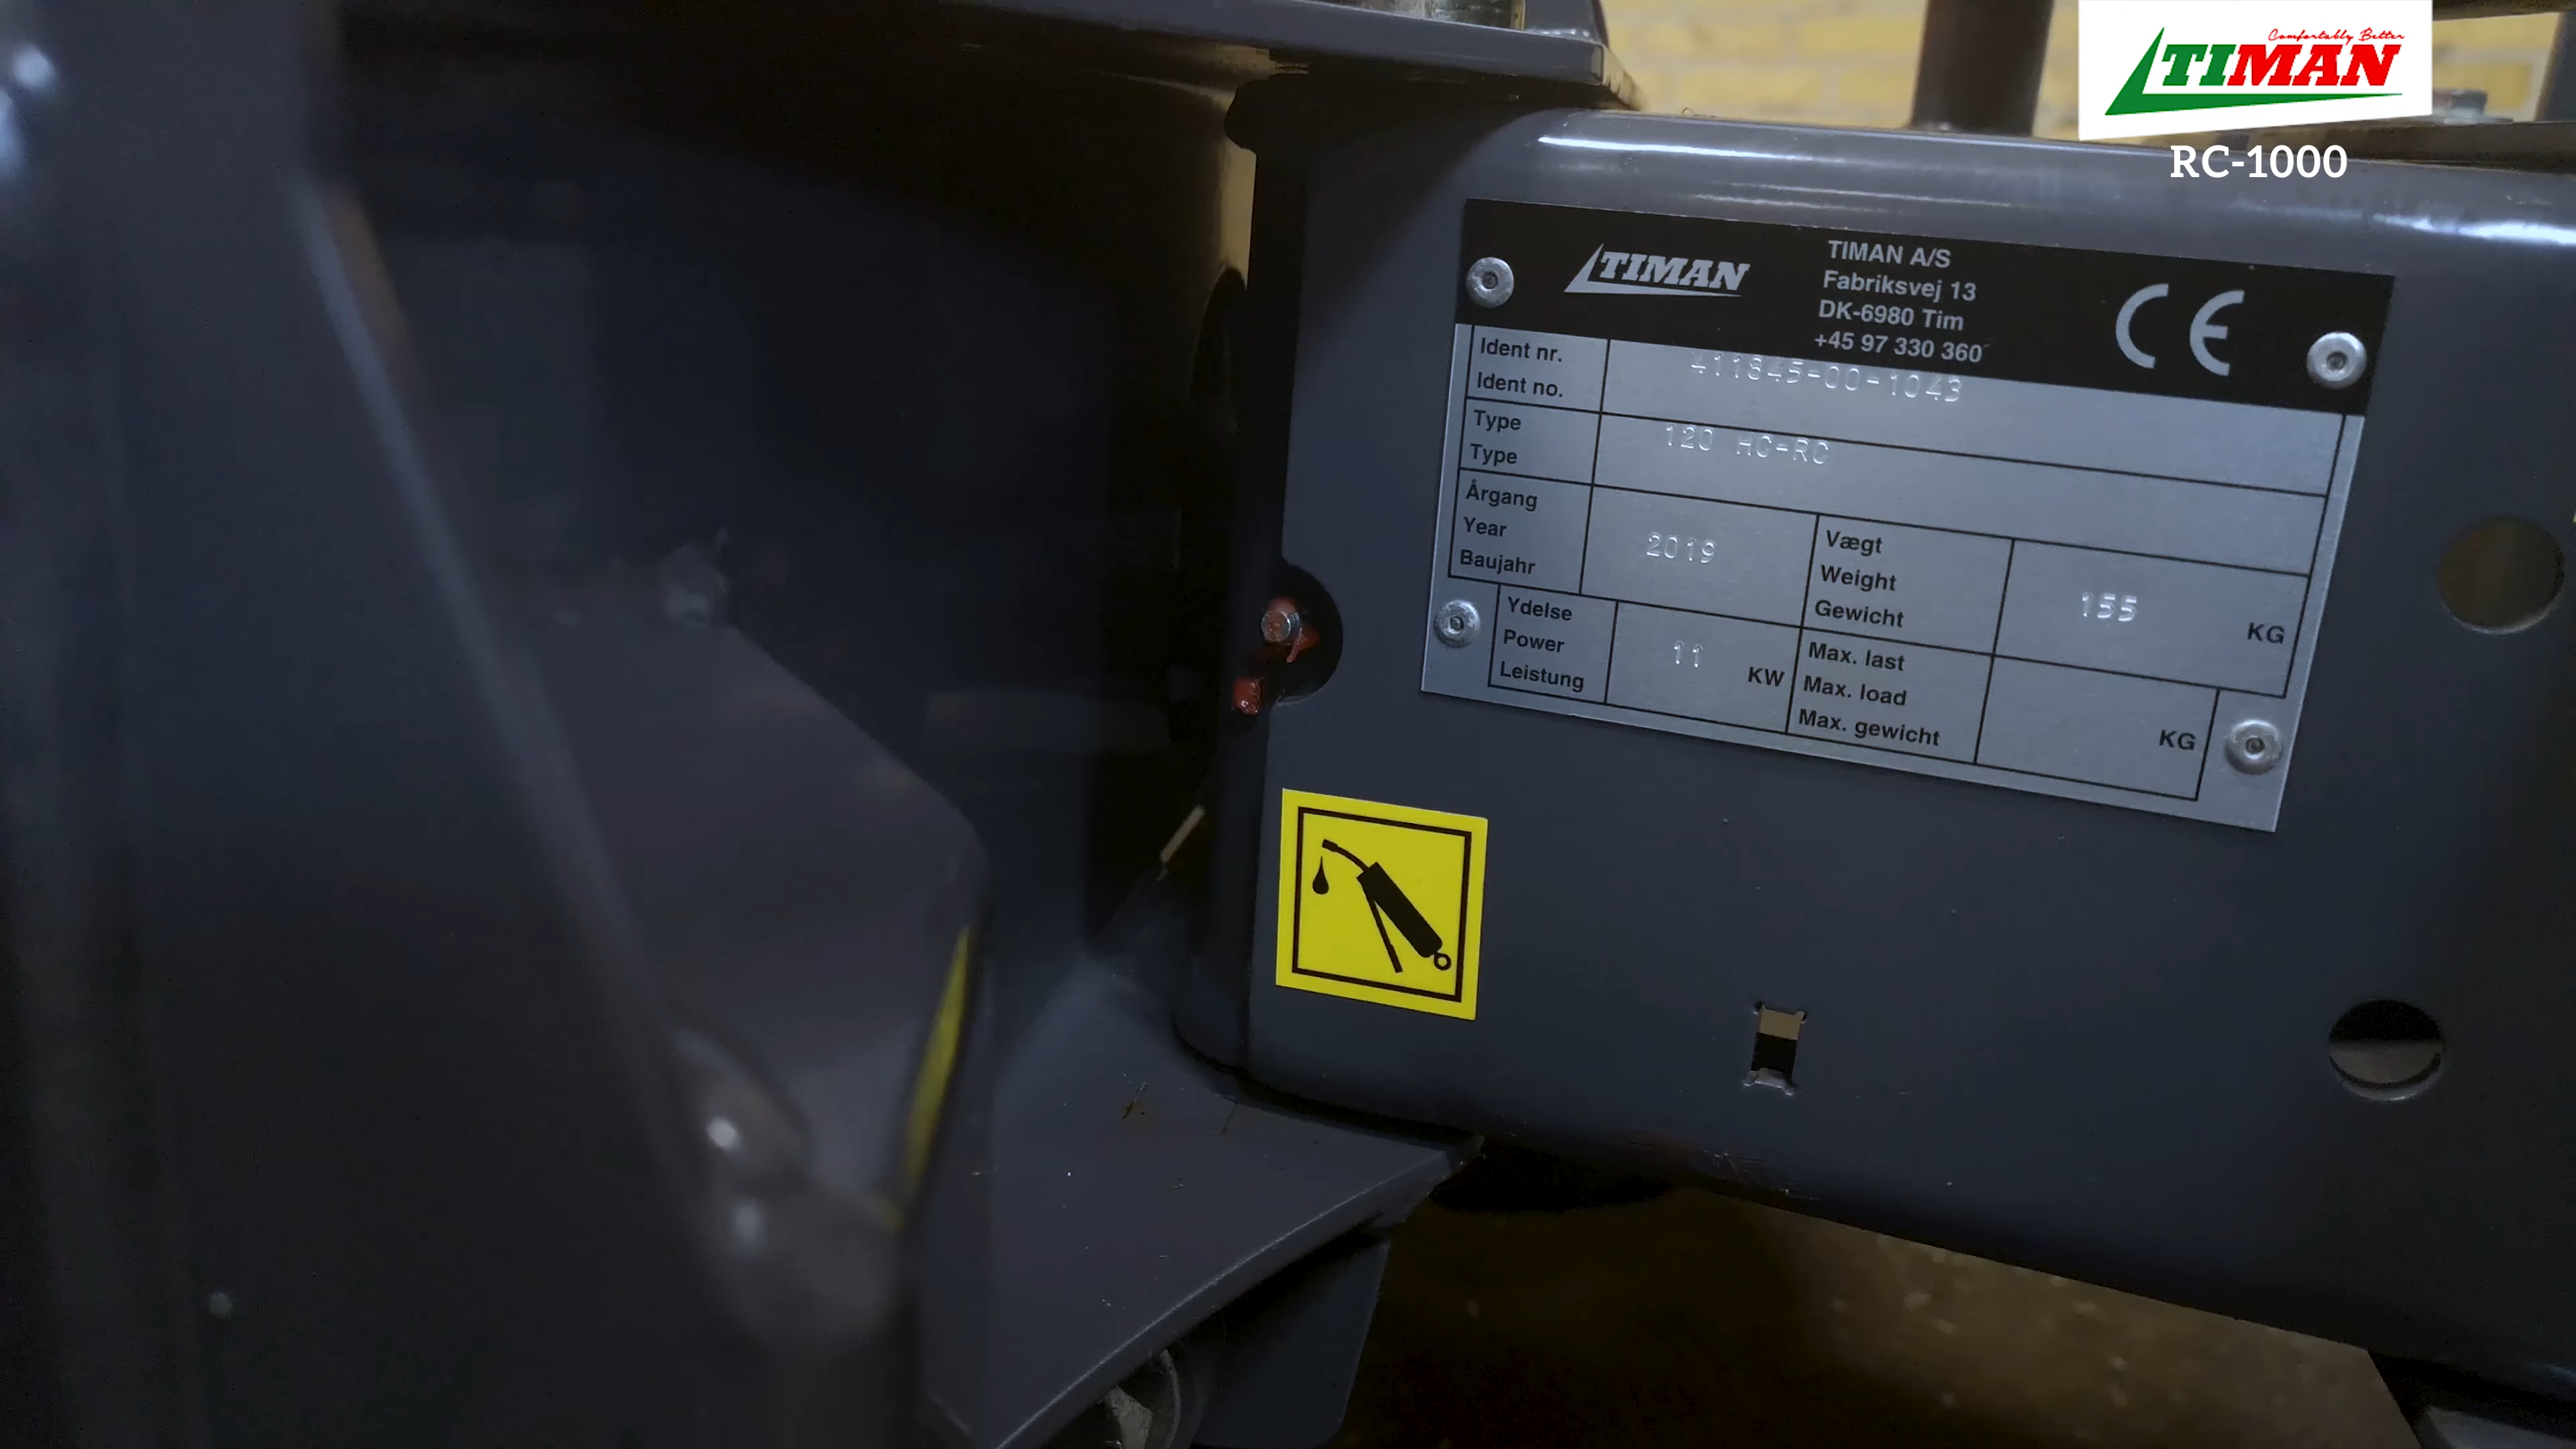 Comfortably Better
TIMAN
RC-1000
TIMAN
TIMAN A/S
Fabriksvej 13
DK-6980 Tim
+45 97 330 360
CE
Ident nr.
Ident no.
411845-00-1043
Type
Type
120 HC-RC
Årgang
Year
Baujahr
2019
Vægt
Weight
Gewicht
155
KG
Ydelse
Power
Leistung
11
KW
Max. last
Max. load
Max. gewicht
KG